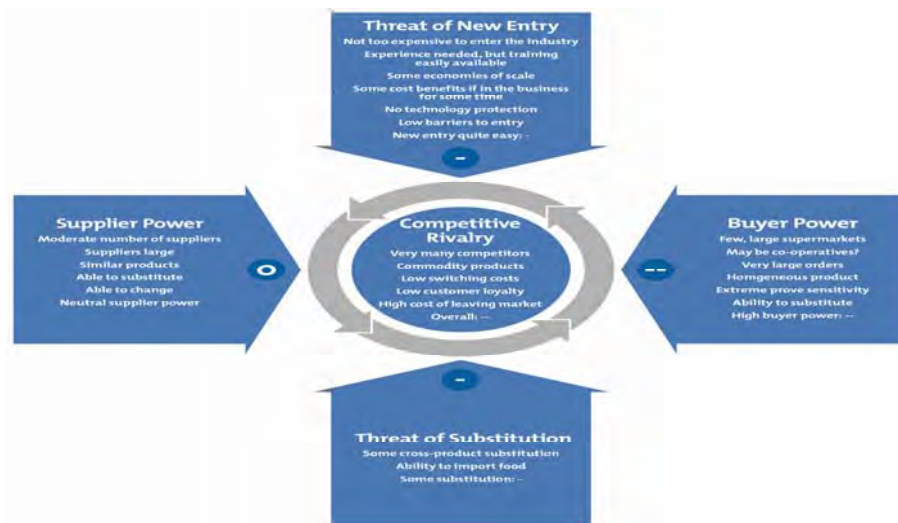 Threat of New Entry
Not too expensive to enter the industry
Experience needed, but training
easily available
Some economies of scale
Some cost benefits if in the business
for some time
No technology protection
Low barriers to entry
New entry quite easy: -
-
Supplier Power
Moderate number of suppliers
Suppliers large
Similar products
Able to substitute
Able to change
Neutral supplier power
O
Competitive
Rivalry
Very many competitors
Commodity products
Low switching costs
Low customer loyalty
High cost of leaving market
Overall: --
Buyer Power
Few, large supermarkets
May be co-operatives?
Very large orders
Homgeneous product
Extreme prove sensitivity
Ability to substitute
High buyer power: --
--
-
Threat of Substitution
Some cross-product substitution
Ability to import food
Some substitution: -